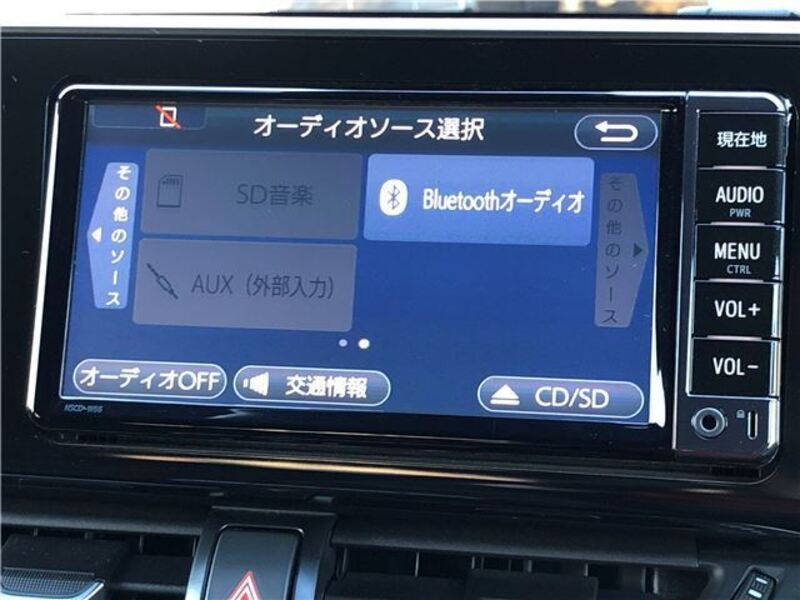 オーディオソース選択
現在地
その他のソース
SD音楽
Bluetoothオーディオ
その他のソース
AUDIO
PWR
AUX（外部入力）
MENU
CTRL
VOL+
VOL-
オーディオOFF
交通情報
CD/SD
NSCD-W66